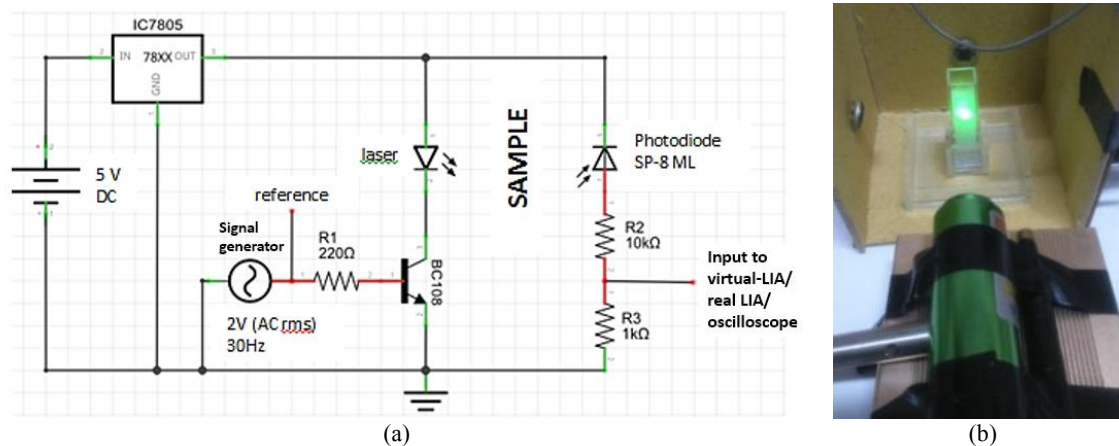 IC7805
2
IN 78XX OUT
3
GND
1
5 V
DC
laser
reference
Signal
generator
R1
220Ω
2V (AC rms)
30Hz
BC108
SAMPLE
Photodiode
SP-8 ML
R2
10kΩ
R3
1kΩ
Input to
virtual-LIA/
real LIA/
oscilloscope
(a)
(b)